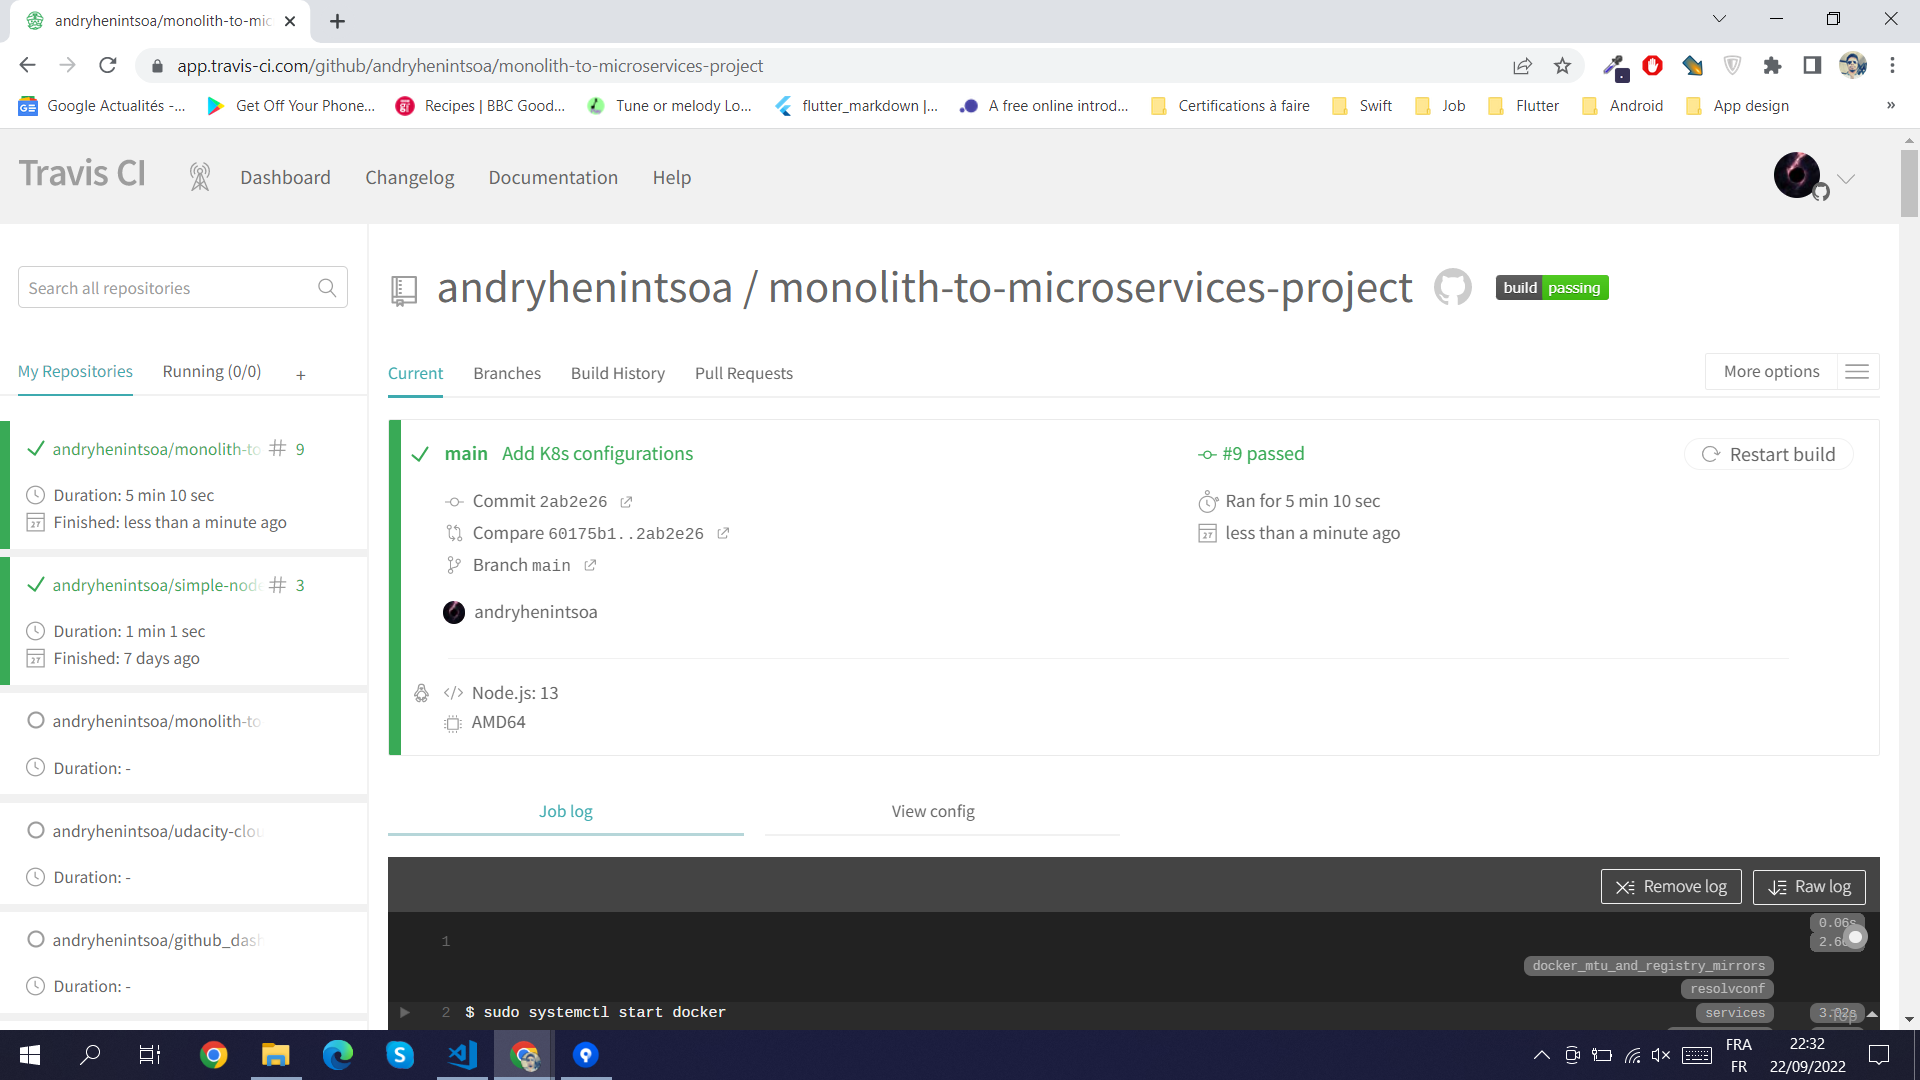 andryhenintsoa/monolith-to-mic
app.travis-ci.com/github/andryhenintsoa/monolith-to-microservices-project
Google Actualités -...
Get Off Your Phone...
Recipes | BBC Good...
Tune or melody Lo...
flutter_markdown |...
A free online introd...
Certifications à faire
Swift
Job
Flutter
Android
App design
»
Travis CI
Dashboard
Changelog
Documentation
Help
Search all repositories
My Repositories
Running (0/0)
+
andryhenintsoa/monolith-to
# 9
Duration: 5 min 10 sec
Finished: less than a minute ago
andryhenintsoa/simple-node
# 3
Duration: 1 min 1 sec
Finished: 7 days ago
andryhenintsoa/monolith-to
Duration: -
andryhenintsoa/udacity-clou
Duration: -
andryhenintsoa/github_dash
Duration: -
andryhenintsoa / monolith-to-microservices-project
build passing
Current
Branches
Build History
Pull Requests
More options
main Add K8s configurations
#9 passed
Restart build
Commit 2ab2e26
Ran for 5 min 10 sec
Compare 60175b1..2ab2e26
less than a minute ago
Branch main
andryhenintsoa
Node.js: 13
AMD64
Job log
View config
Remove log
Raw log
1
0.06s
docker_mtu_and_registry_mirrors
resolvconf
2 $ sudo systemctl start docker
services
3.02s
Top
FRA
FR
22:32
22/09/2022